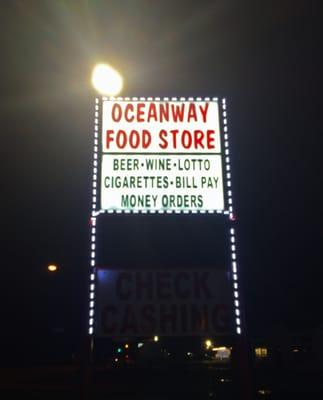 OCEANWAY
FOOD STORE
BEER-WINE-LOTTO
CIGARETTES-BILL PAY
MONEY ORDERS
CHECK
CASHING